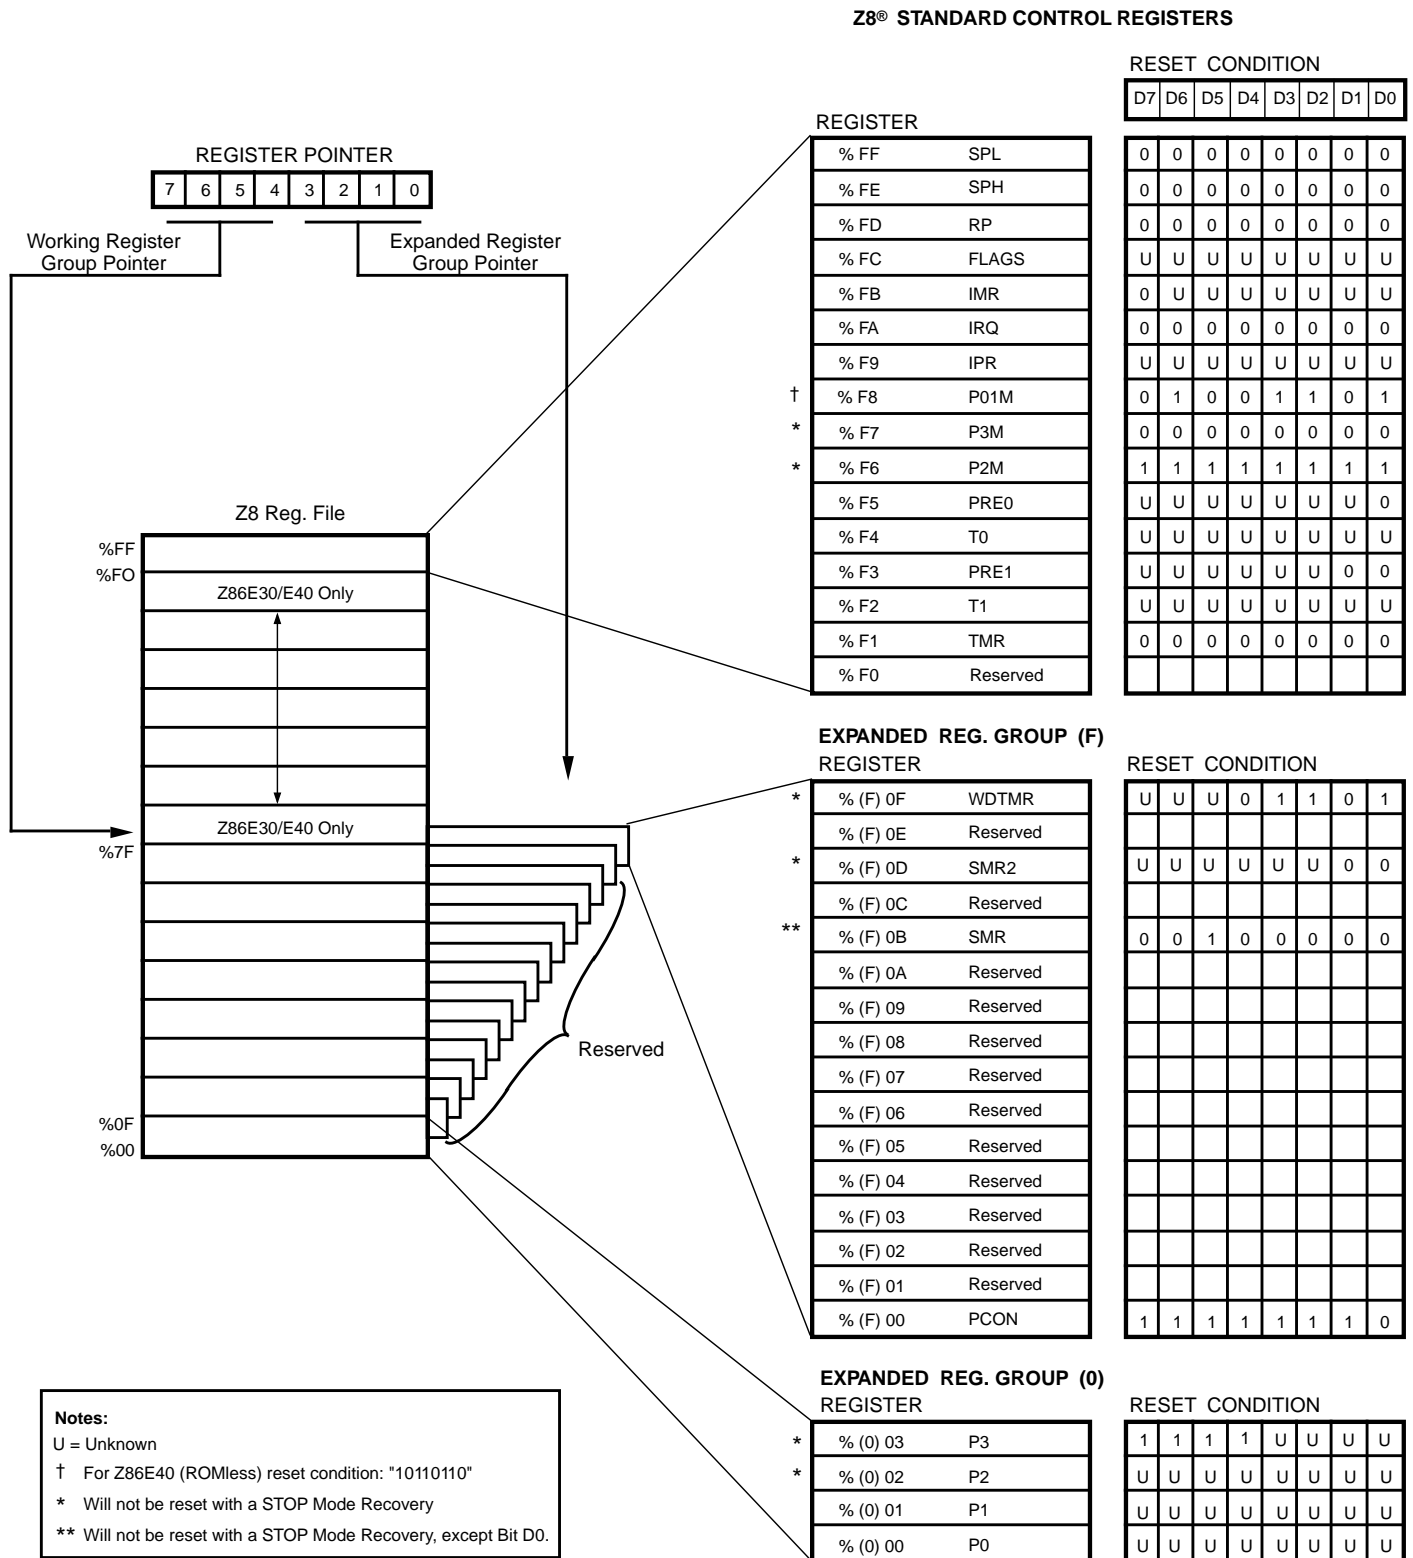 Z8® STANDARD CONTROL REGISTERS
RESET CONDITION
D7 D6 D5 D4 D3 D2 D1 D0
REGISTER
% FF SPL 0 0 0 0 0 0 0 0
% FE SPH 0 0 0 0 0 0 0 0
% FD RP 0 0 0 0 0 0 0 0
% FC FLAGS U U U U U U U U
% FB IMR 0 U U U U U U U
% FA IRQ 0 0 0 0 0 0 0 0
% F9 IPR U U U U U U U U
† % F8 P01M 0 1 0 0 1 1 0 1
* % F7 P3M 0 0 0 0 0 0 0 0
* % F6 P2M 1 1 1 1 1 1 1 1
% F5 PRE0 U U U U U U U 0
% F4 T0 U U U U U U U U
% F3 PRE1 U U U U U U 0 0
% F2 T1 U U U U U U U U
% F1 TMR 0 0 0 0 0 0 0 0
% F0 Reserved
REGISTER POINTER
7 6 5 4 3 2 1 0
Working Register
Group Pointer
Expanded Register
Group Pointer
Z8 Reg. File
%FF
%FO
Z86E30/E40 Only
Z86E30/E40 Only
%7F
%0F
%00
Reserved
EXPANDED REG. GROUP (F)
REGISTER RESET CONDITION
* % (F) 0F WDTMR U U U 0 1 1 0 1
% (F) 0E Reserved
* % (F) 0D SMR2 U U U U U U 0 0
% (F) 0C Reserved
** % (F) 0B SMR 0 0 1 0 0 0 0 0
% (F) 0A Reserved
% (F) 09 Reserved
% (F) 08 Reserved
% (F) 07 Reserved
% (F) 06 Reserved
% (F) 05 Reserved
% (F) 04 Reserved
% (F) 03 Reserved
% (F) 02 Reserved
% (F) 01 Reserved
% (F) 00 PCON 1 1 1 1 1 1 1 0
EXPANDED REG. GROUP (0)
REGISTER RESET CONDITION
* % (0) 03 P3 1 1 1 1 U U U U
* % (0) 02 P2 U U U U U U U U
% (0) 01 P1 U U U U U U U U
% (0) 00 P0 U U U U U U U U
Notes:
U = Unknown
† For Z86E40 (ROMless) reset condition: "10110110"
* Will not be reset with a STOP Mode Recovery
** Will not be reset with a STOP Mode Recovery, except Bit D0.